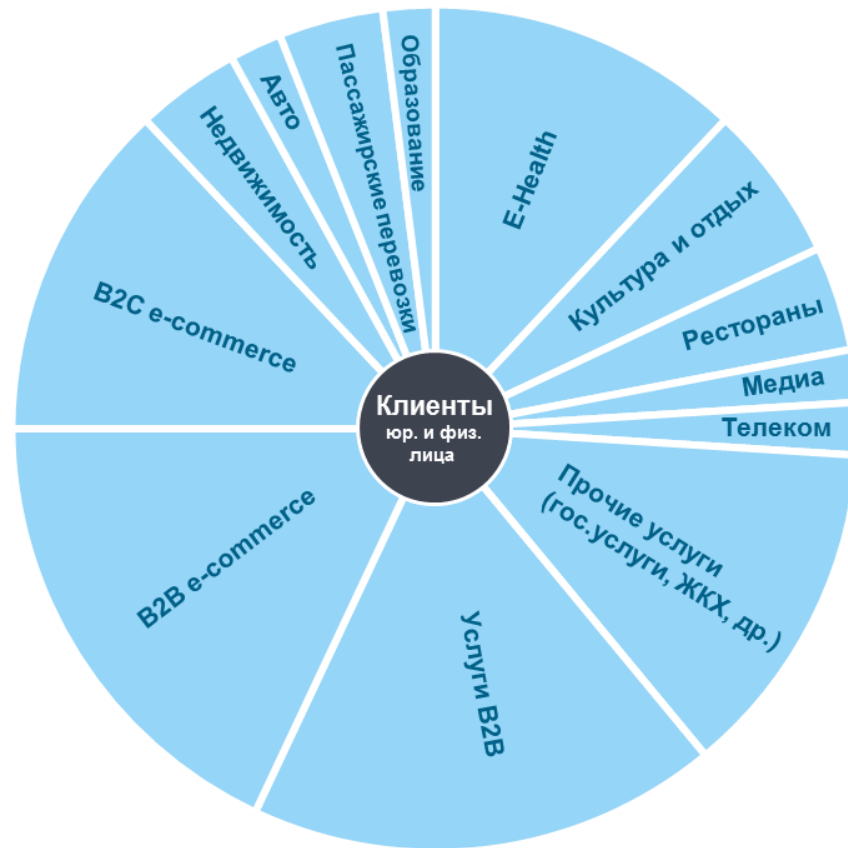 Образование
Пассажирские перевозки
Авто
Недвижимость
B2C e-commerce
B2B e-commerce
Услуги B2B
Прочие услуги
(гос.услуги, ЖКХ, др.)
Телеком
Медиа
Рестораны
Культура и отдых
E-Health
Клиенты
юр. и физ.
лица